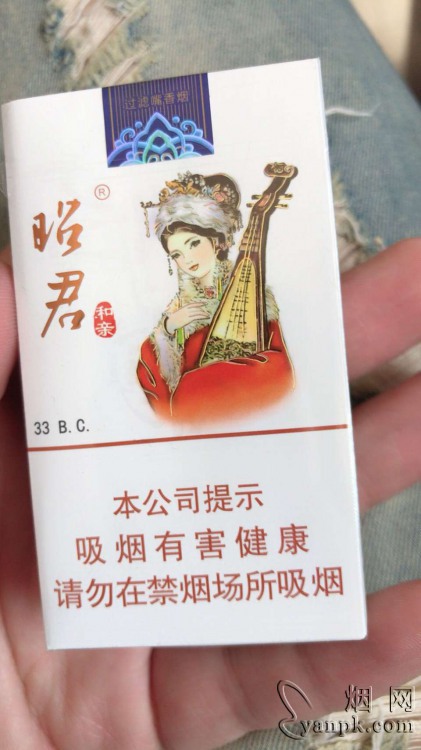 过滤嘴香烟
昭君®
和亲
33 B.C.
本公司提示
吸烟有害健康
请勿在禁烟场所吸烟
烟网
yanpk.com